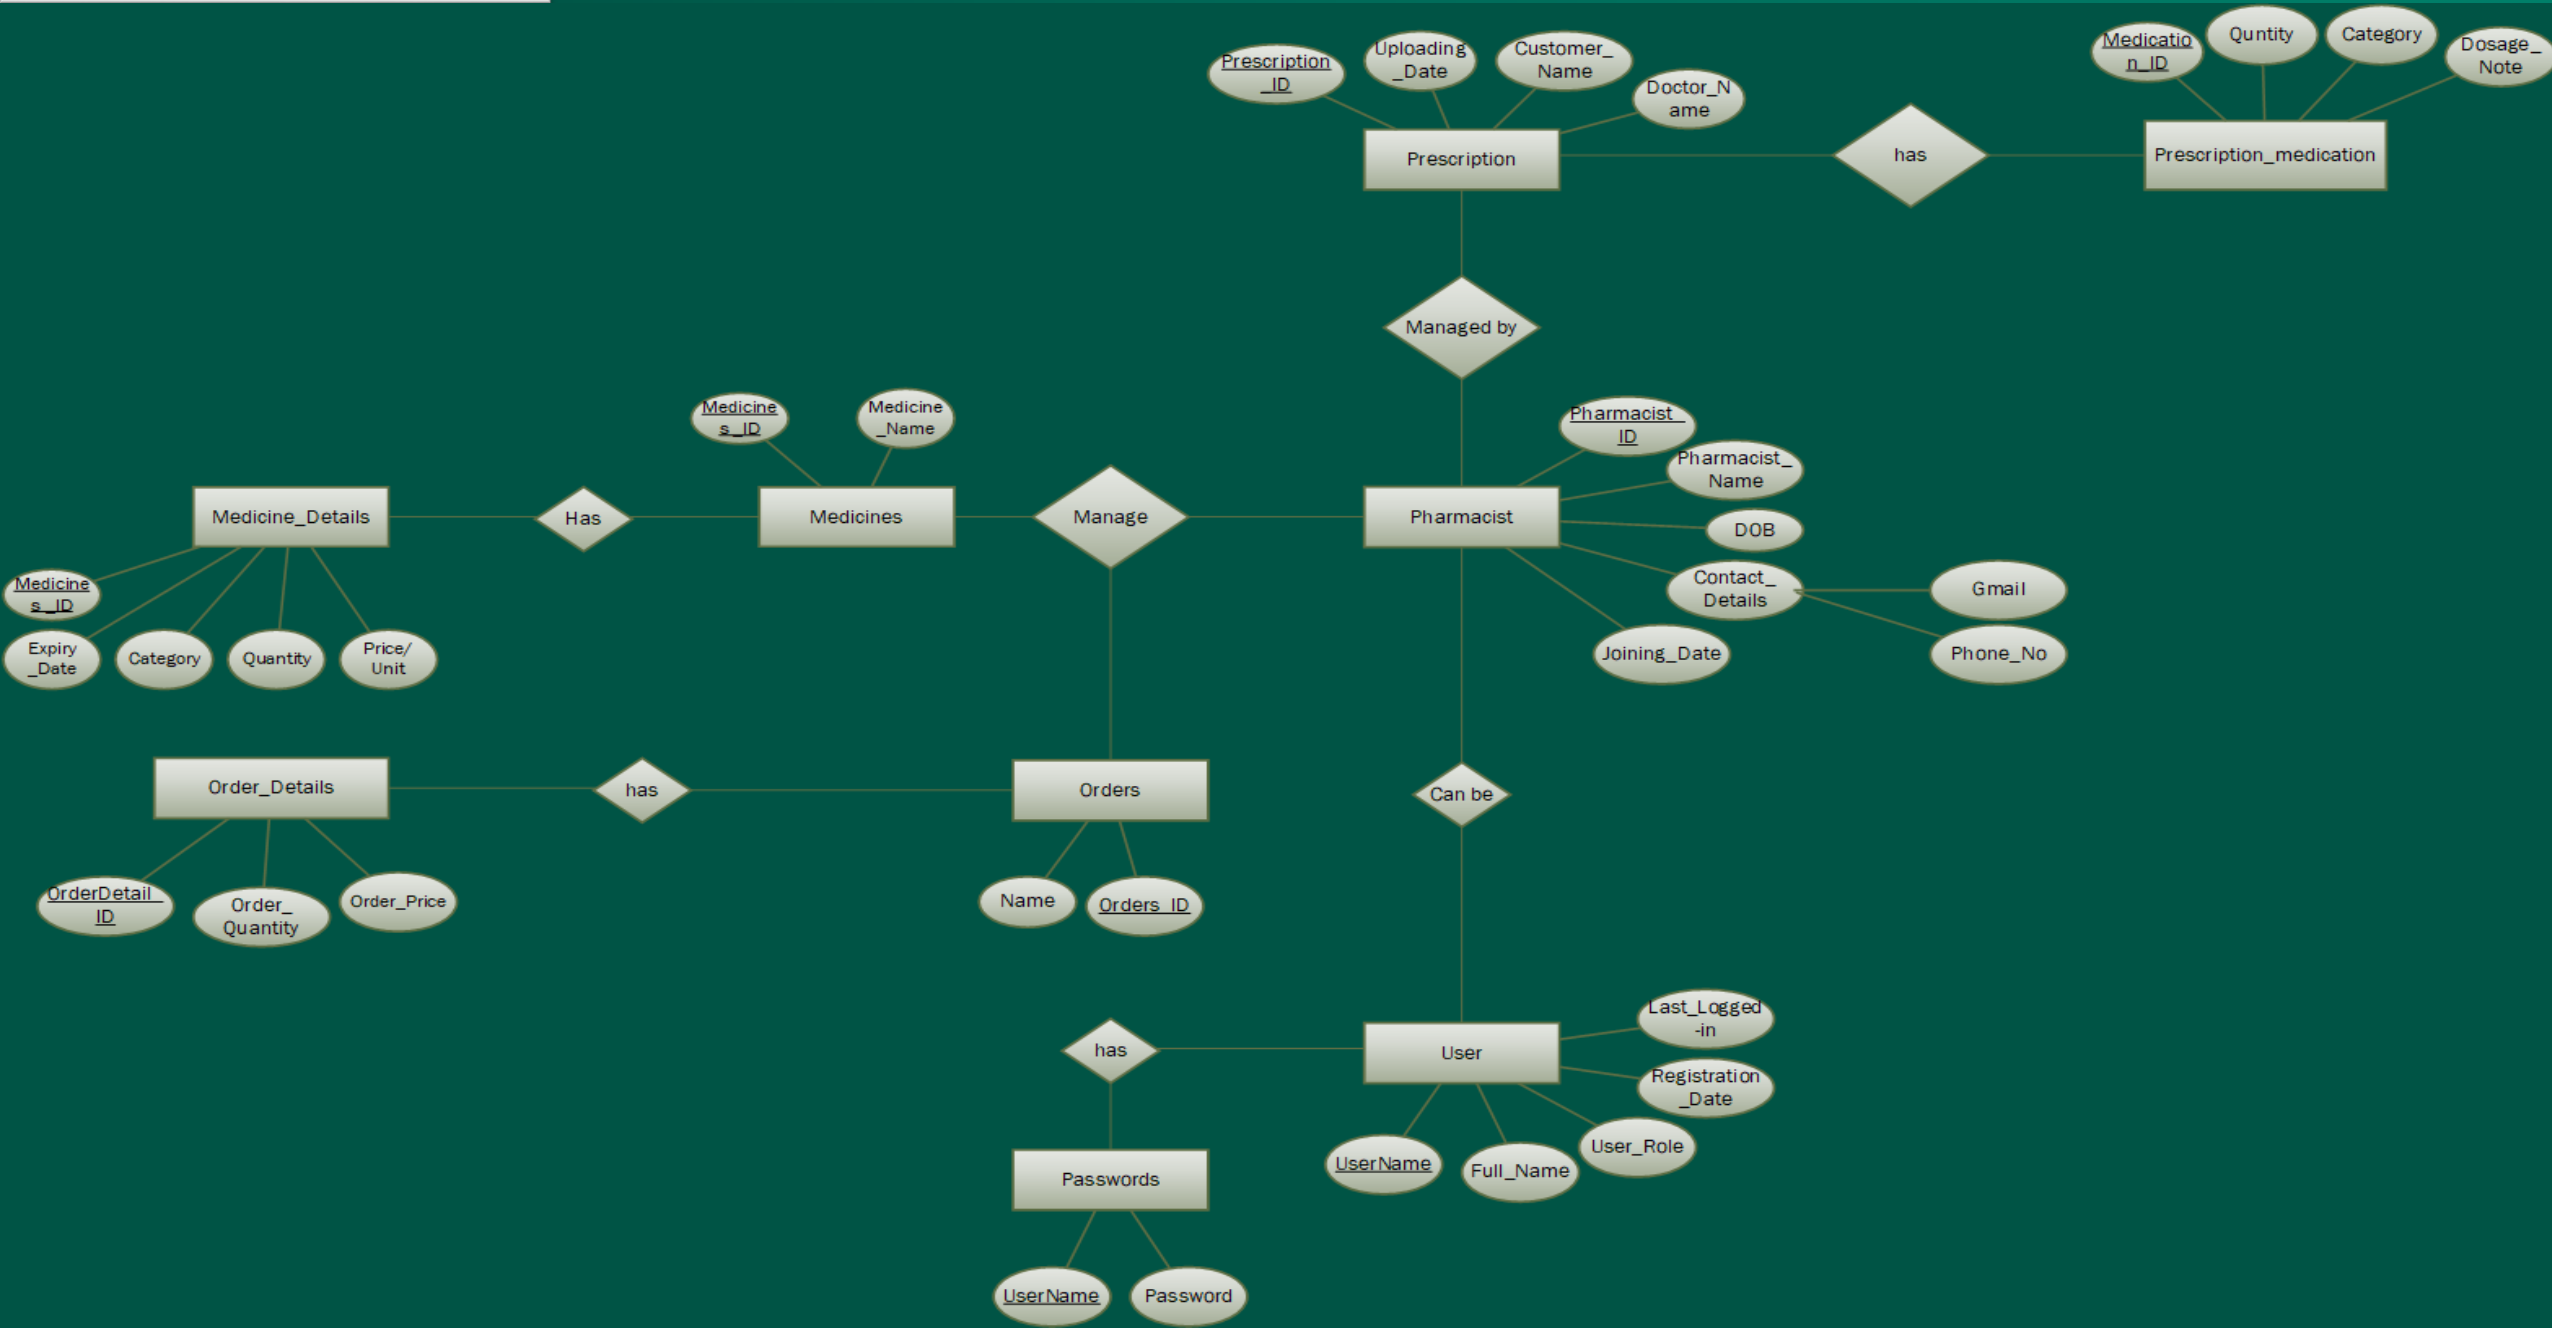 Prescription
_ID
Uploading
_Date
Customer_
Name
Doctor_N
ame
Medicatio
n_ID
Quntity
Category
Dosage_
Note
Prescription
has
Prescription_medication
Managed by
Medicine
s_ID
Medicine
_Name
Pharmacist_
ID
Pharmacist_
Name
Medicine_Details
Has
Medicines
Manage
Pharmacist
DOB
Contact_
Details
Gmail
Phone_No
Joining_Date
Medicine
s_ID
Expiry
_Date
Category
Quantity
Price/
Unit
Order_Details
has
Orders
Can be
OrderDetail_
ID
Order_
Quantity
Order_Price
Name
Orders_ID
has
User
Last_Logged
-in
Registration
_Date
User_Role
Full_Name
UserName
Passwords
UserName
Password